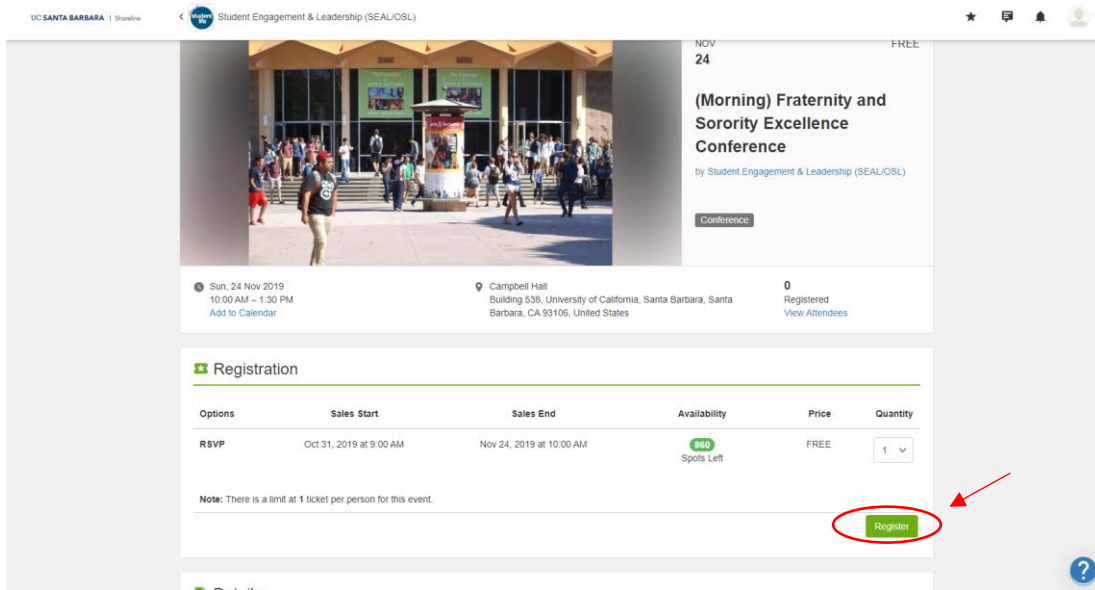 UC SANTA BARBARA | Shoreline
Student Engagement & Leadership (SEAL/OSL)
NOV
FREE
24
(Morning) Fraternity and
Sorority Excellence
Conference
by Student Engagement & Leadership (SEAL/OSL)
Conference
Sun, 24 Nov 2019
10:00 AM – 1:30 PM
Add to Calendar
Campbell Hall
Building 538, University of California, Santa Barbara, Santa
Barbara, CA 93106, United States
0
Registered
View Attendees
Registration
Options Sales Start Sales End Availability Price Quantity
RSVP Oct 31, 2019 at 9:00 AM Nov 24, 2019 at 10:00 AM 860 FREE 1
Spots Left
Note: There is a limit at 1 ticket per person for this event.
Register
?